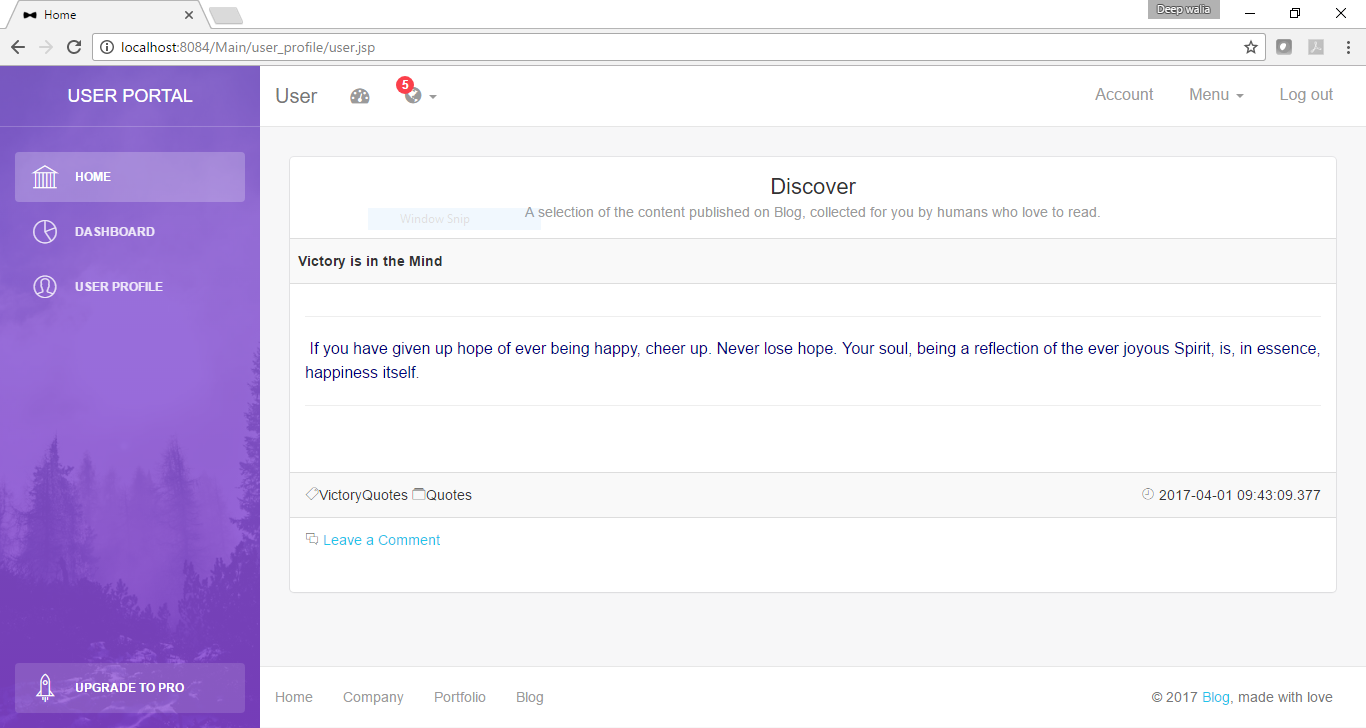 Home
Deep walia
localhost:8084/Main/user_profile/user.jsp
USER PORTAL
User
5
Account
Menu
Log out
HOME
DASHBOARD
USER PROFILE
Discover
Window Snip
A selection of the content published on Blog, collected for you by humans who love to read.
Victory is in the Mind
If you have given up hope of ever being happy, cheer up. Never lose hope. Your soul, being a reflection of the ever joyous Spirit, is, in essence,
happiness itself.
VictoryQuotes Quotes
2017-04-01 09:43:09.377
Leave a Comment
UPGRADE TO PRO
Home
Company
Portfolio
Blog
© 2017 Blog, made with love